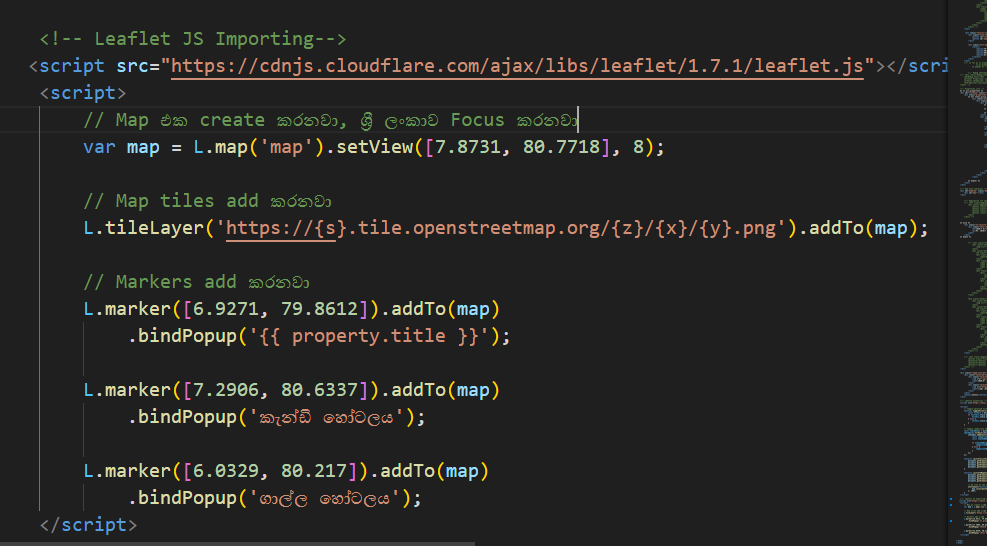 <!-- Leaflet JS Importing-->
<script src="https://cdnjs.cloudflare.com/ajax/libs/leaflet/1.7.1/leaflet.js"></scri
<script>
// Map එක create කරනවා, ශ්‍රී ලංකාව Focus කරනවා
var map = L.map('map').setView([7.8731, 80.7718], 8);
// Map tiles add කරනවා
L.tileLayer('https://{s}.tile.openstreetmap.org/{z}/{x}/{y}.png').addTo(map);
// Markers add කරනවා
L.marker([6.9271, 79.8612]).addTo(map)
.bindPopup('{{ property.title }}');
L.marker([7.2906, 80.6337]).addTo(map)
.bindPopup('කැන්ඩි හෝටලය');
L.marker([6.0329, 80.217]).addTo(map)
.bindPopup('ගාල්ල හෝටලය');
</script>